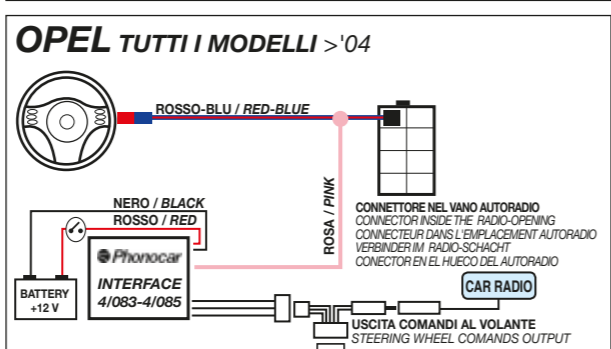 OPEL TUTTI I MODELLI >'04
ROSSO-BLU / RED-BLUE
ROSA / PINK
NERO / BLACK
ROSSO / RED
CONNETTORE NEL VANO AUTORADIO
CONNECTOR INSIDE THE RADIO-OPENING
CONNECTEUR DANS L'EMPLACEMENT AUTORADIO
VERBINDER IM RADIO-SCHACHT
CONECTOR EN EL HUECO DEL AUTORADIO
Phonocar
INTERFACE
4/083-4/085
BATTERY
+12 V
CAR RADIO
USCITA COMANDI AL VOLANTE
STEERING WHEEL COMANDS OUTPUT